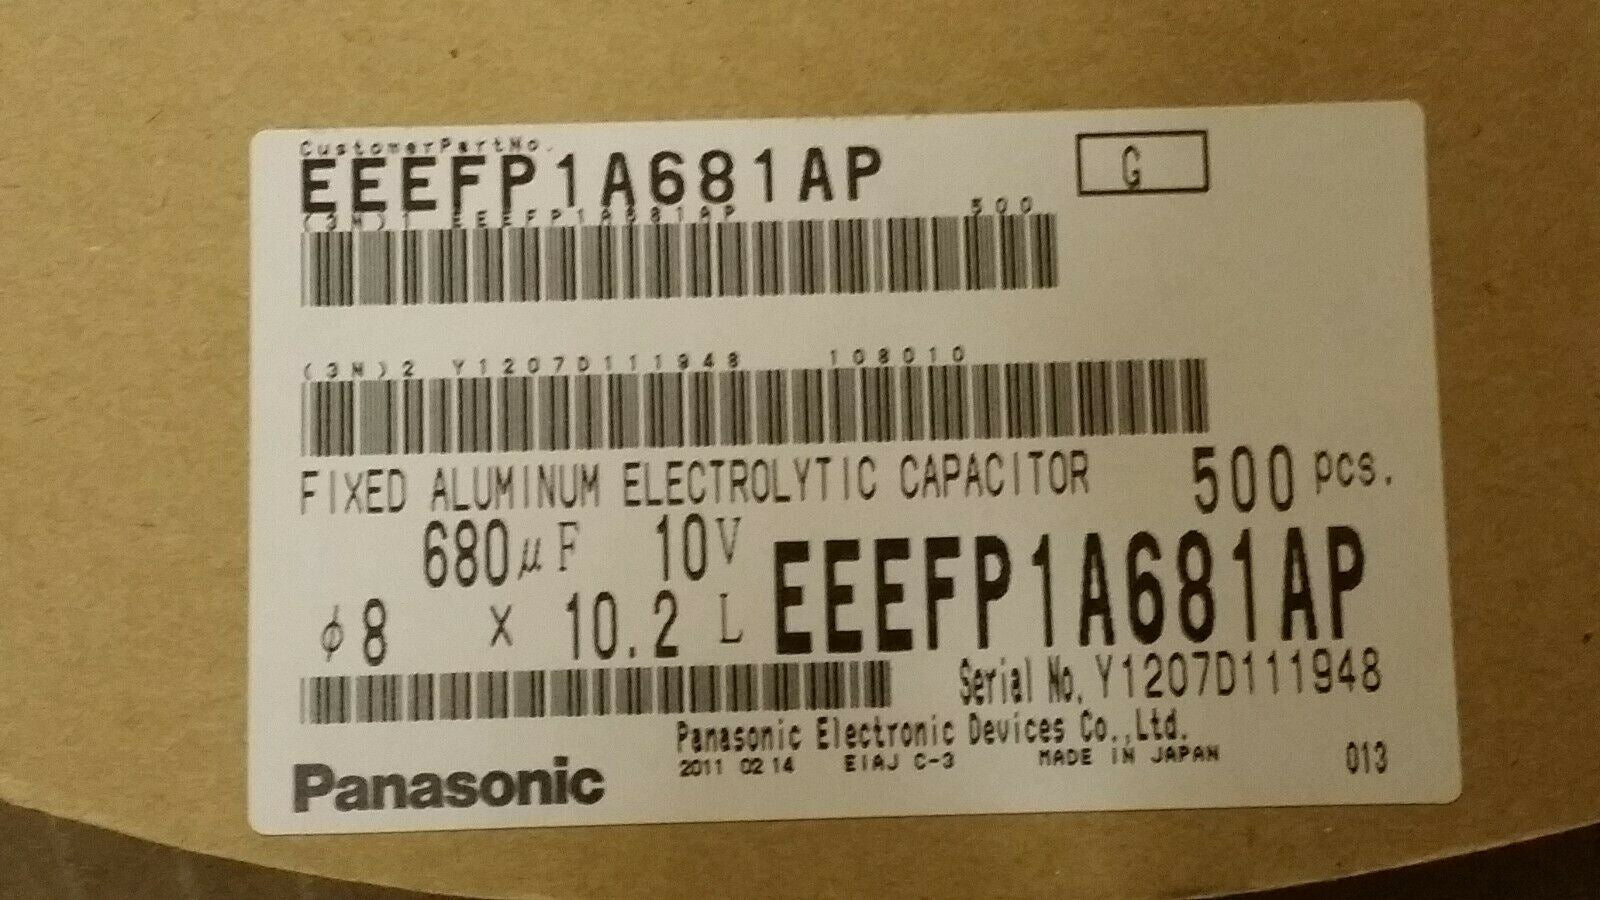 CustomerPartNo.
EEEFP1A681AP
G
(3N)1 EEEFP1A681AP 500
(3N)2 Y1207D111948 108010
FIXED ALUMINUM ELECTROLYTIC CAPACITOR 500 pcs.
680μF 10V
φ8 × 10.2 L EEEFP1A681AP
Serial No. Y1207D111948
Panasonic Electronic Devices Co.,Ltd.
Panasonic 2011 02 14 EIAJ C-3 MADE IN JAPAN 013